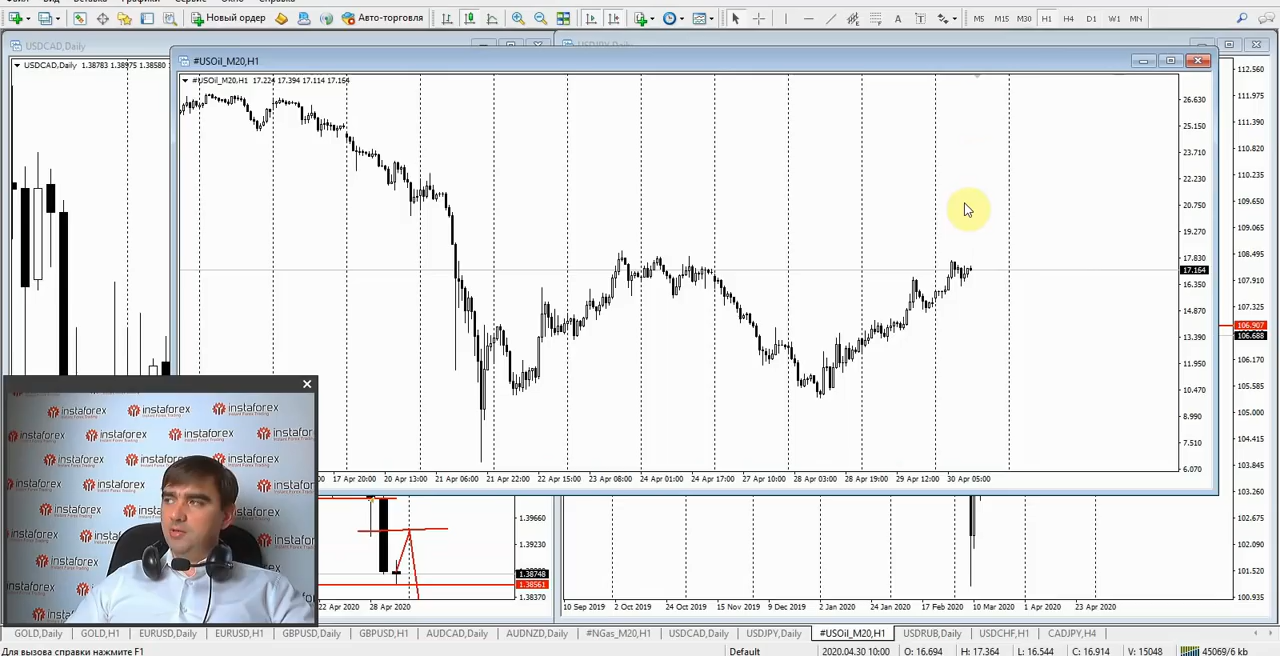 Новый ордер
Авто-торговля
M5 M15 M30 H1 H4 D1 W1 MN
USDCAD,Daily
USDJPY,Daily
USDCAD,Daily 1.38783 1.38975 1.38580
#USOil_M20,H1
#USOil_M20,H1 17.224 17.394 17.114 17.164
26.630
25.150
23.710
22.230
20.750
19.270
17.830
17.164
16.350
14.870
13.390
11.950
10.470
8.990
7.510
6.070
112.560
111.975
111.390
110.820
110.235
109.650
109.065
108.495
107.910
107.325
106.907
106.688
106.170
105.585
105.000
104.415
103.845
103.260
102.675
102.090
101.520
100.935
17 Apr 20:00 20 Apr 13:00 21 Apr 06:00 21 Apr 22:00 22 Apr 15:00 23 Apr 08:00 24 Apr 01:00 24 Apr 17:00 27 Apr 10:00 28 Apr 03:00 28 Apr 19:00 29 Apr 12:00 30 Apr 05:00
instaforex
Instant Forex Trading
1.39660
1.39230
1.38748
1.38561
1.38370
22 Apr 2020 28 Apr 2020
10 Sep 2019 2 Oct 2019 24 Oct 2019 15 Nov 2019 9 Dec 2019 2 Jan 2020 24 Jan 2020 17 Feb 2020 10 Mar 2020 1 Apr 2020 23 Apr 2020
GOLD,Daily GOLD,H1 EURUSD,Daily EURUSD,H1 GBPUSD,Daily GBPUSD,H1 AUDCAD,Daily AUDNZD,Daily #NGas_M20,H1 USDCAD,Daily USDJPY,Daily #USOil_M20,H1 USDRUB,Daily USDCHF,H1 CADJPY,H4
Для вызова справки нажмите F1
Default
2020.04.30 10:00 O: 16.694 H: 17.364 L: 16.544 C: 16.914 V: 15048 45069/6 kb